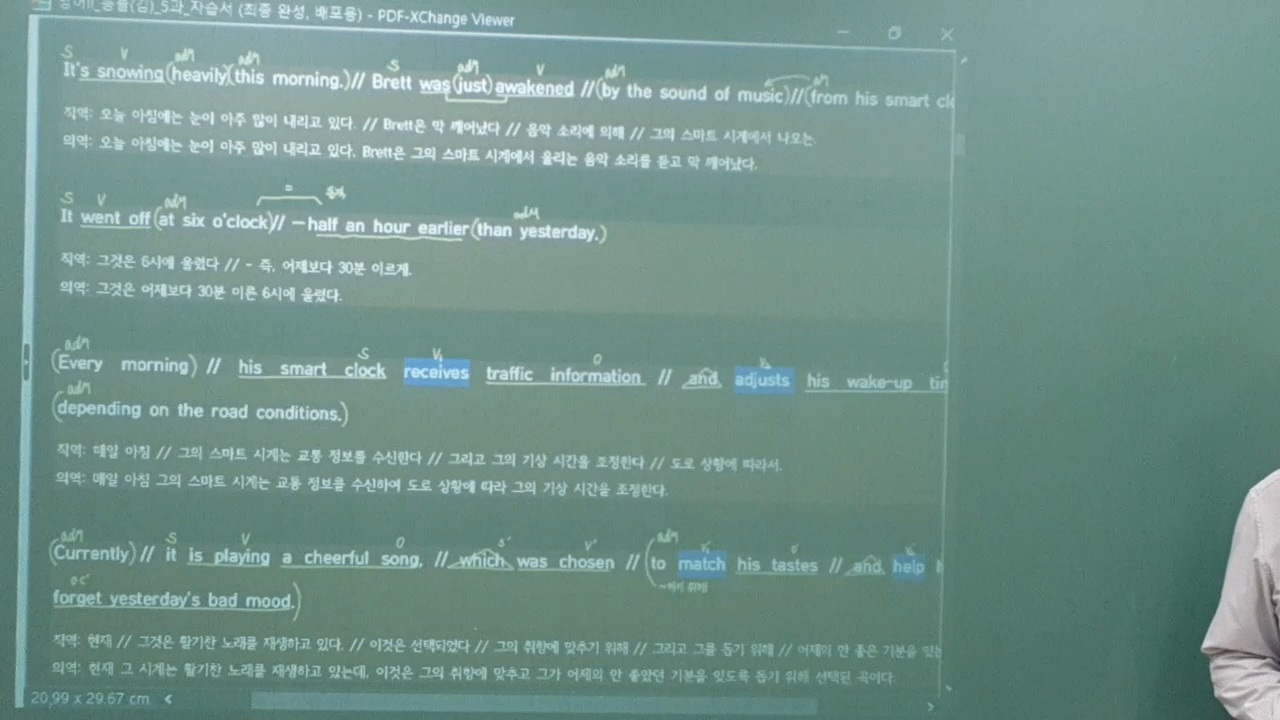 영어II_능률(김)_5과_자습서 (최종 완성, 배포용) - PDF-XChange Viewer
S V adv adv S adv V adv an
It's snowing (heavily)(this morning.)// Brett was (just) awakened //(by the sound of music)//(from his smart
직역: 오늘 아침에는 눈이 아주 많이 내리고 있다. // Brett은 막 깨어났다 // 음악 소리에 의해 // 그의 스마트 시계에서 나오는
의역: 오늘 아침에는 눈이 아주 많이 내리고 있다. Brett은 그의 스마트 시계에서 울리는 음악 소리를 듣고 막 깨어났다.
S V adv = 동격 adv
It went off (at six o'clock)// –half an hour earlier (than yesterday.)
직역: 그것은 6시에 울렸다 // - 즉, 어제보다 30분 이르게.
의역: 그것은 어제보다 30분 이른 6시에 울렸다.
adv S V₁ O V₂
(Every morning) // his smart clock receives traffic information // and adjusts his wake-up
adv
(depending on the road conditions.)
직역: 매일 아침 // 그의 스마트 시계는 교통 정보를 수신한다 // 그리고 그의 기상 시간을 조정한다 // 도로 상황에 따라서.
의역: 매일 아침 그의 스마트 시계는 교통 정보를 수신하여 도로 상황에 따라 그의 기상 시간을 조정한다.
adv S V O S' V' adv V₁ O
(Currently) // it is playing a cheerful song, // which was chosen // (to match his tastes // and help
~하기 위해
OC'
forget yesterday's bad mood.)
직역: 현재 // 그것은 활기찬 노래를 재생하고 있다. // 이것은 선택되었다 // 그의 취향에 맞추기 위해 // 그리고 그를 돕기 위해 // 어제의 안 좋은 기분을
의역: 현재 그 시계는 활기찬 노래를 재생하고 있는데, 이것은 그의 취향에 맞추고 그가 어제의 안 좋았던 기분을 잊도록 돕기 위해 선택된 곡이다.
20.99 x 29.67 cm